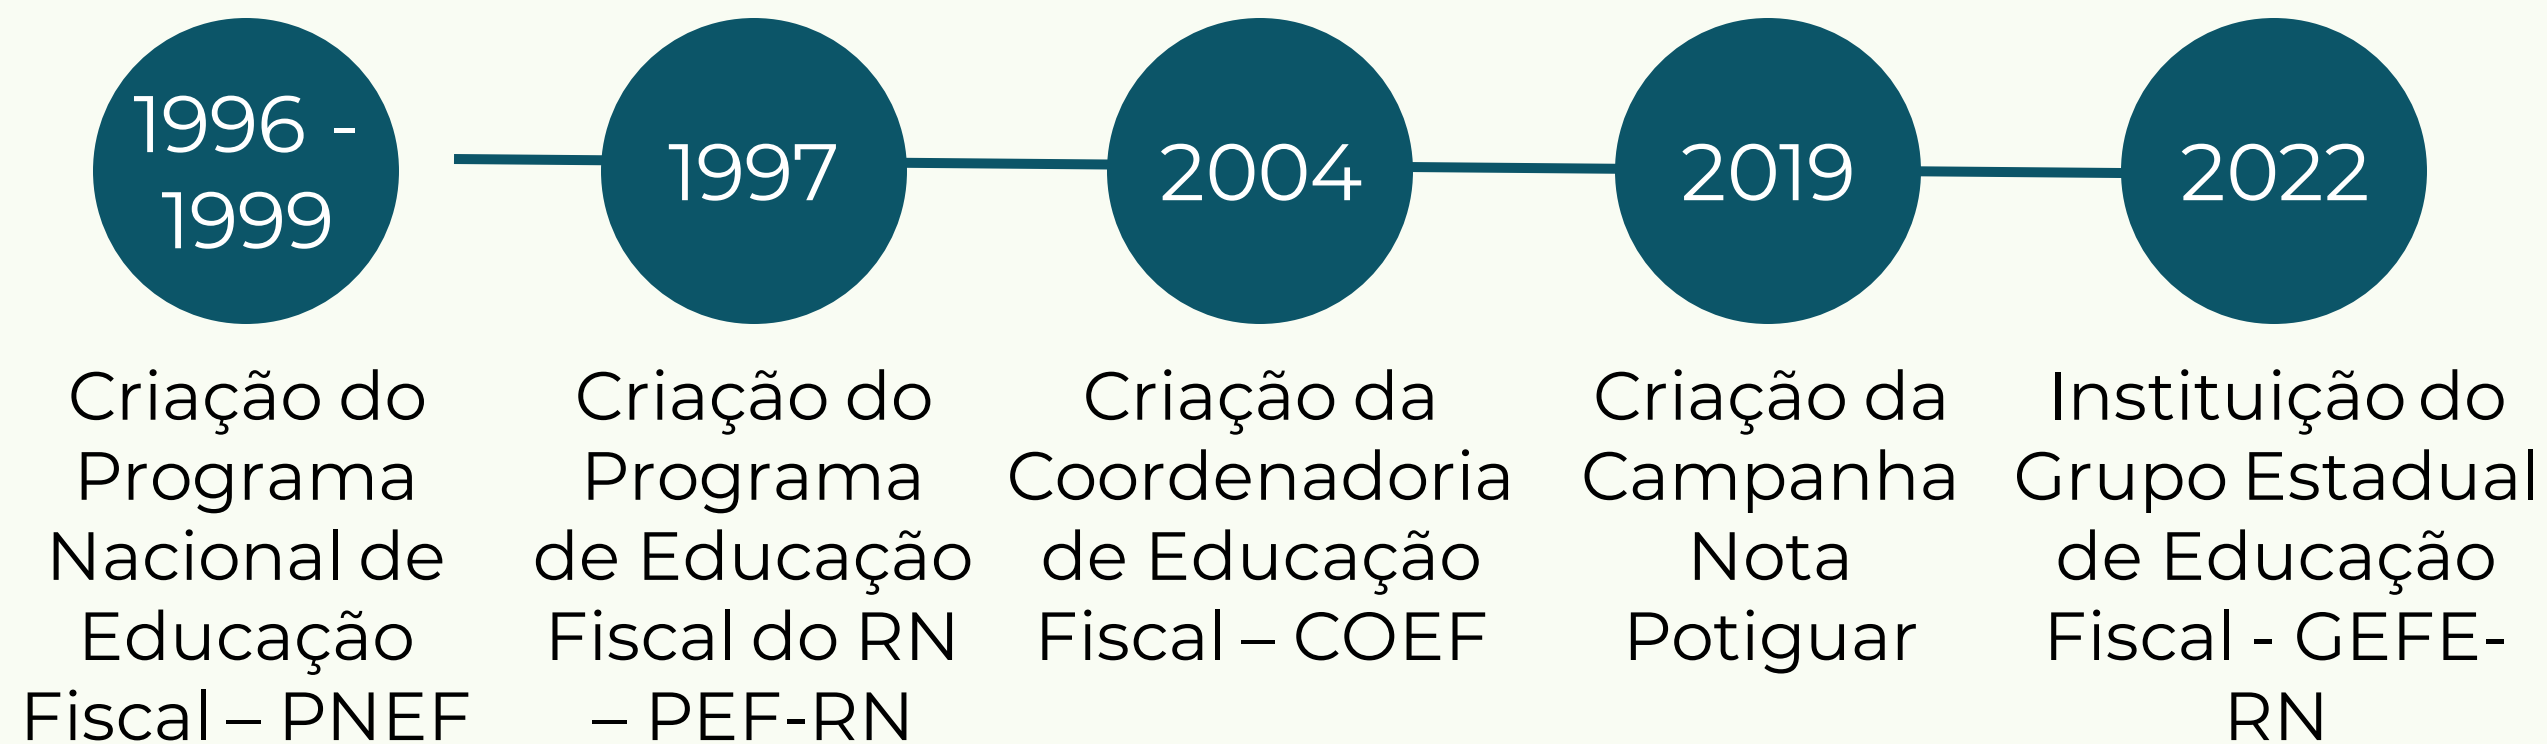 1996 -
1999
Criação do
Programa
Nacional de
Educação
Fiscal – PNEF
1997
Criação do
Programa
de Educação
Fiscal do RN
– PEF-RN
2004
Criação da
Coordenadoria
de Educação
Fiscal – COEF
2019
Criação da
Campanha
Nota
Potiguar
2022
Instituição do
Grupo Estadual
de Educação
Fiscal - GEFE-
RN